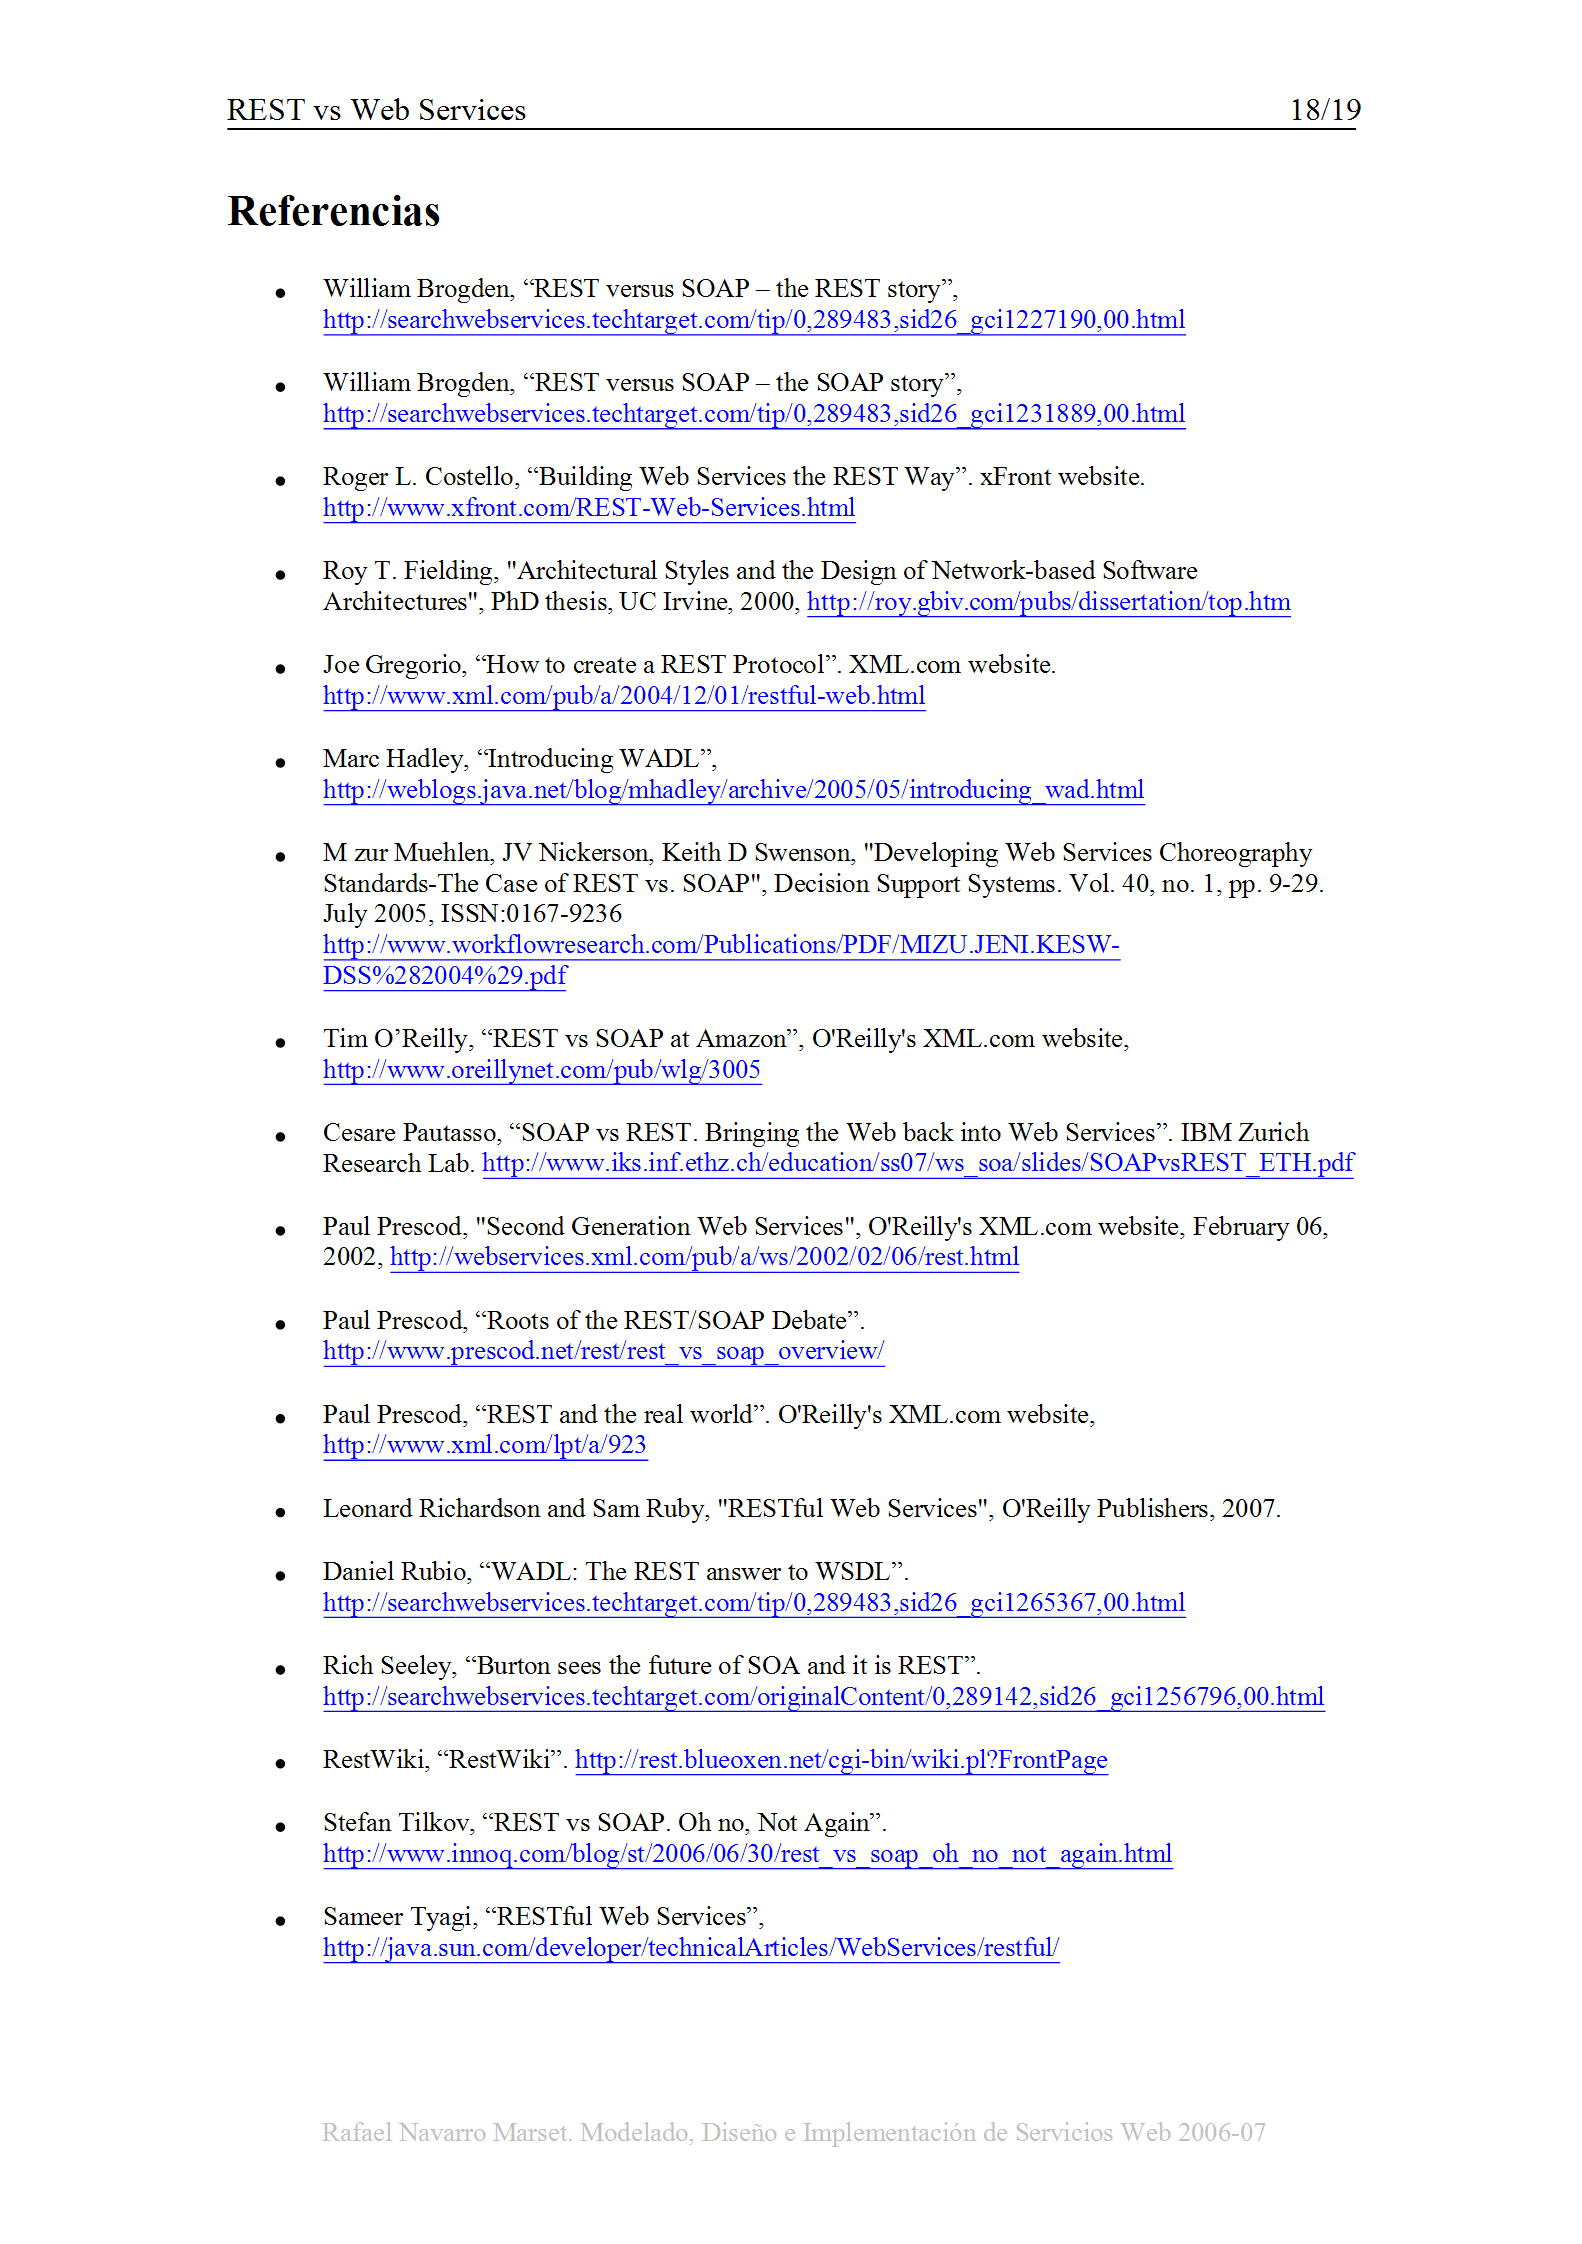 REST vs Web Services 18/19
Referencias
● William Brogden, “REST versus SOAP – the REST story”,
http://searchwebservices.techtarget.com/tip/0,289483,sid26_gci1227190,00.html
● William Brogden, “REST versus SOAP – the SOAP story”,
http://searchwebservices.techtarget.com/tip/0,289483,sid26_gci1231889,00.html
● Roger L. Costello, “Building Web Services the REST Way”. xFront website.
http://www.xfront.com/REST-Web-Services.html
● Roy T. Fielding, "Architectural Styles and the Design of Network-based Software
Architectures", PhD thesis, UC Irvine, 2000, http://roy.gbiv.com/pubs/dissertation/top.htm
● Joe Gregorio, “How to create a REST Protocol”. XML.com website.
http://www.xml.com/pub/a/2004/12/01/restful-web.html
● Marc Hadley, “Introducing WADL”,
http://weblogs.java.net/blog/mhadley/archive/2005/05/introducing_wad.html
● M zur Muehlen, JV Nickerson, Keith D Swenson, "Developing Web Services Choreography
Standards-The Case of REST vs. SOAP", Decision Support Systems. Vol. 40, no. 1, pp. 9-29.
July 2005, ISSN:0167-9236
http://www.workflowresearch.com/Publications/PDF/MIZU.JENI.KESW-
DSS%282004%29.pdf
● Tim O’Reilly, “REST vs SOAP at Amazon”, O'Reilly's XML.com website,
http://www.oreillynet.com/pub/wlg/3005
● Cesare Pautasso, “SOAP vs REST. Bringing the Web back into Web Services”. IBM Zurich
Research Lab. http://www.iks.inf.ethz.ch/education/ss07/ws_soa/slides/SOAPvsREST_ETH.pdf
● Paul Prescod, "Second Generation Web Services", O'Reilly's XML.com website, February 06,
2002, http://webservices.xml.com/pub/a/ws/2002/02/06/rest.html
● Paul Prescod, “Roots of the REST/SOAP Debate”.
http://www.prescod.net/rest/rest_vs_soap_overview/
● Paul Prescod, “REST and the real world”. O'Reilly's XML.com website,
http://www.xml.com/lpt/a/923
● Leonard Richardson and Sam Ruby, "RESTful Web Services", O'Reilly Publishers, 2007.
● Daniel Rubio, “WADL: The REST answer to WSDL”.
http://searchwebservices.techtarget.com/tip/0,289483,sid26_gci1265367,00.html
● Rich Seeley, “Burton sees the future of SOA and it is REST”.
http://searchwebservices.techtarget.com/originalContent/0,289142,sid26_gci1256796,00.html
● RestWiki, “RestWiki”. http://rest.blueoxen.net/cgi-bin/wiki.pl?FrontPage
● Stefan Tilkov, “REST vs SOAP. Oh no, Not Again”.
http://www.innoq.com/blog/st/2006/06/30/rest_vs_soap_oh_no_not_again.html
● Sameer Tyagi, “RESTful Web Services”,
http://java.sun.com/developer/technicalArticles/WebServices/restful/
Rafael Navarro Marset. Modelado, Diseño e Implementación de Servicios Web 2006-07